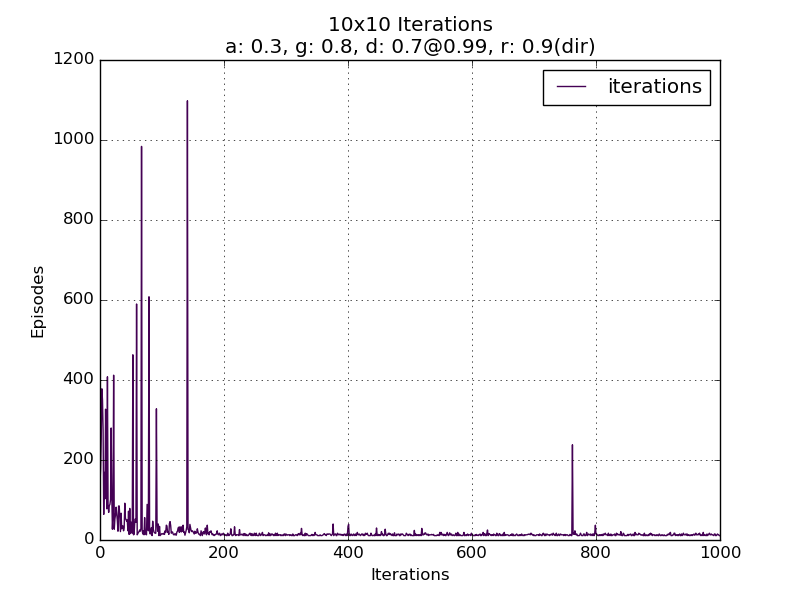 10x10 Iterations
a: 0.3, g: 0.8, d: 0.7@0.99, r: 0.9(dir)
1200
iterations
1000
800
Episodes
600
400
200
0
0 200 400 600 800 1000
Iterations